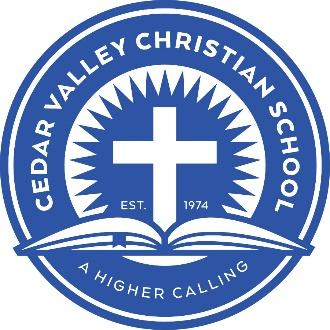 CEDAR VALLEY CHRISTIAN SCHOOL
EST. 1974
A HIGHER CALLING